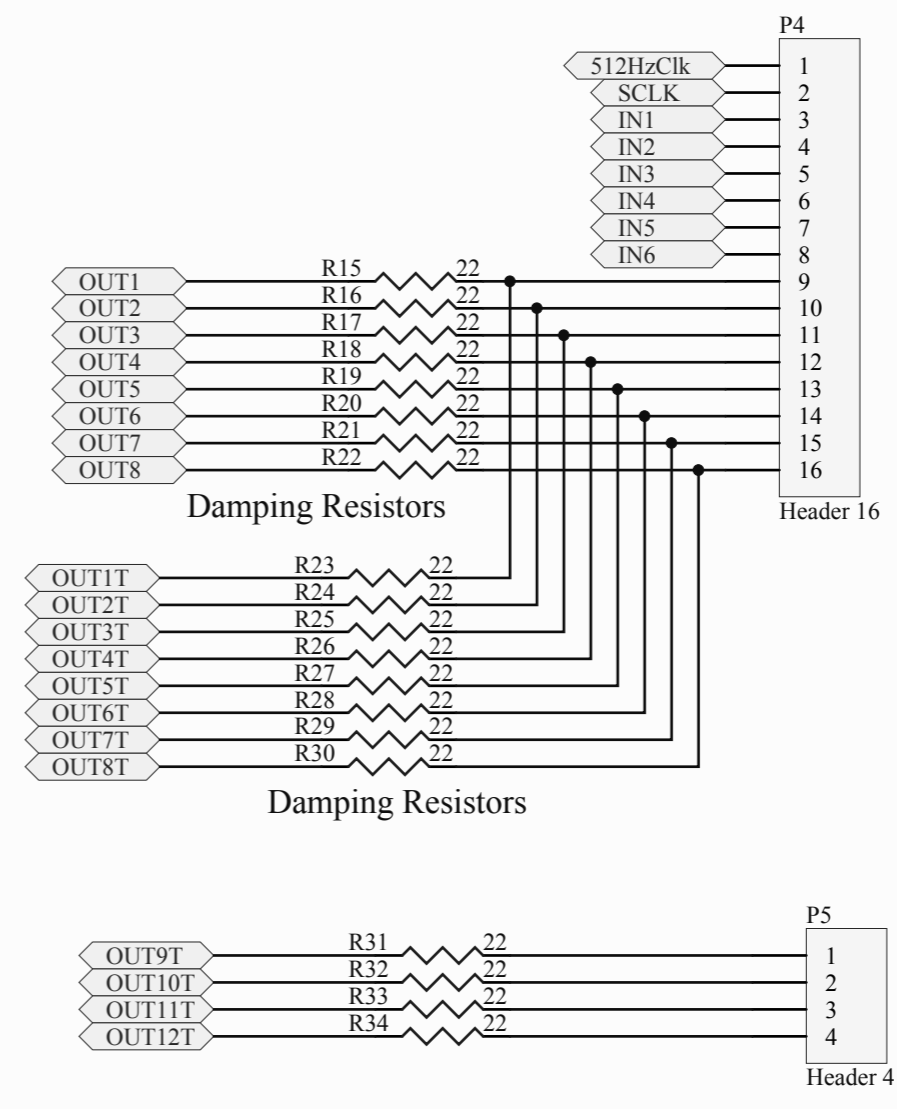 P4
512HzClk 1
SCLK 2
IN1 3
IN2 4
IN3 5
IN4 6
IN5 7
IN6 8
OUT1 R15 22 9
OUT2 R16 22 10
OUT3 R17 22 11
OUT4 R18 22 12
OUT5 R19 22 13
OUT6 R20 22 14
OUT7 R21 22 15
OUT8 R22 22 16
Damping Resistors
Header 16
OUT1T R23 22
OUT2T R24 22
OUT3T R25 22
OUT4T R26 22
OUT5T R27 22
OUT6T R28 22
OUT7T R29 22
OUT8T R30 22
Damping Resistors
P5
OUT9T R31 22 1
OUT10T R32 22 2
OUT11T R33 22 3
OUT12T R34 22 4
Header 4